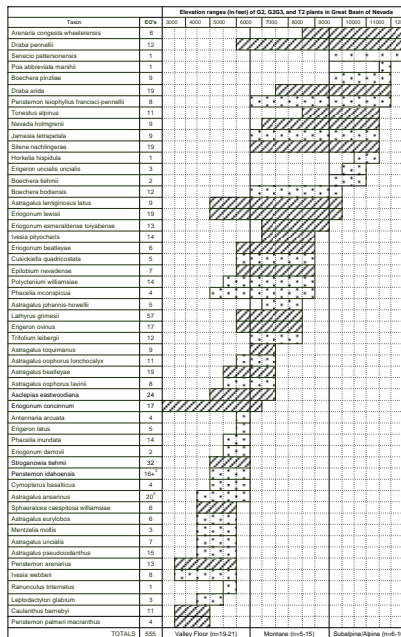 Elevation ranges (in feet) of G2, G2G3, and T2 plants in Great Basin of Nevada
Taxon EO's 3000 4000 5000 6000 7000 8000 9000 10000 11000
Arenaria congesta wheelerensis 6
Draba pennellii 12
Senecio pattersonensis 1
Poa abbreviata marshii 1
Boechera pinzliae 9
Draba arida 19
Penstemon leiophyllus francisci-pennellii 8
Tonestus alpinus 11
Nevada holmgrenii 9
Jamesia tetrapetala 9
Silene nachlingerae 19
Horkelia hispidula 1
Erigeron uncialis uncialis 3
Boechera tiehmii 2
Boechera bodiensis 12
Astragalus lentiginosus latus 9
Eriogonum lewisii 19
Eriogonum esmeraldense toiyabense 13
Ivesia pityocharis 14
Eriogonum beatleyae 6
Cusickiella quadricostata 5
Epilobium nevadense 7
Polyctenium williamsiae 14
Phacelia inconspicua 4
Astragalus johannis-howellii 5
Lathyrus grimesii 57
Eriogonum ovinus 17
Trifolium leibergii 12
Astragalus toquimanus 9
Astragalus oophorus lonchocalyx 11
Astragalus beatleyae 19
Astragalus oophorus lavinii 8
Asclepias eastwoodiana 24
Eriogonum concinnum 17
Antennaria arcuata 4
Erigeron latus 5
Phacelia inundata 14
Eriogonum darrovii 2
Stroganowia tiehmii 32
Penstemon idahoensis 16+
Cymopterus basalticus 4
Astragalus anserinus 20
Sphaeralcea caespitosa williamsiae 6
Astragalus eurylobos 6
Mentzelia mollis 3
Astragalus uncialis 7
Astragalus pseudoiodanthus 15
Penstemon arenarius 13
Ivesia webberi 8
Ranunculus triternatus 1
Leptodactylon glabrum 3
Caulanthus barnebyi 11
Penstemon palmeri macranthus 4
TOTALS 555 Valley Floor (n=19-21) Montane (n=5-15) Subalpine/Alpine